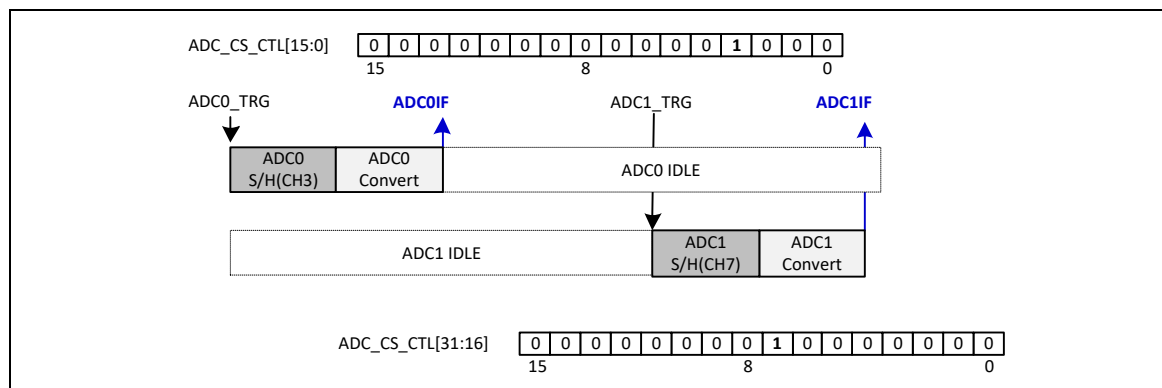 ADC_CS_CTL[15:0] 0 0 0 0 0 0 0 0 0 0 0 0 1 0 0 0
15 8 0
ADC0_TRG ADC0IF ADC1_TRG ADC1IF
ADC0
S/H(CH3)
ADC0
Convert
ADC0 IDLE
ADC1 IDLE
ADC1
S/H(CH7)
ADC1
Convert
ADC_CS_CTL[31:16] 0 0 0 0 0 0 0 0 1 0 0 0 0 0 0 0
15 8 0